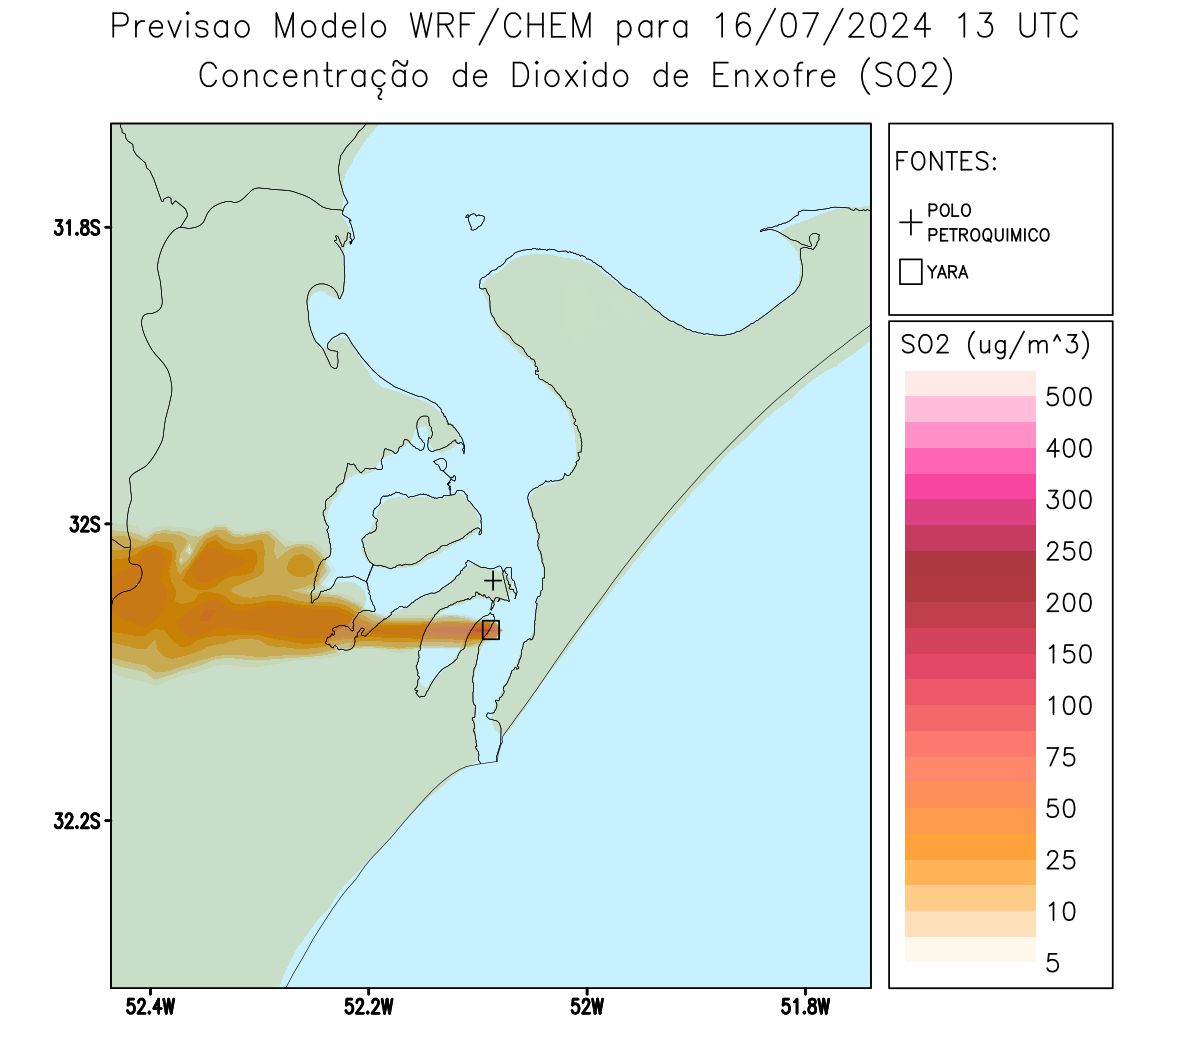 Previsao Modelo WRF/CHEM para 16/07/2024 13 UTC
Concentração de Dioxido de Enxofre (SO2)
FONTES:
POLO
PETROQUIMICO
YARA
SO2 (ug/m^3)
500
400
300
250
200
150
100
75
50
25
10
5
31.8S
32S
32.2S
52.4W
52.2W
52W
51.8W